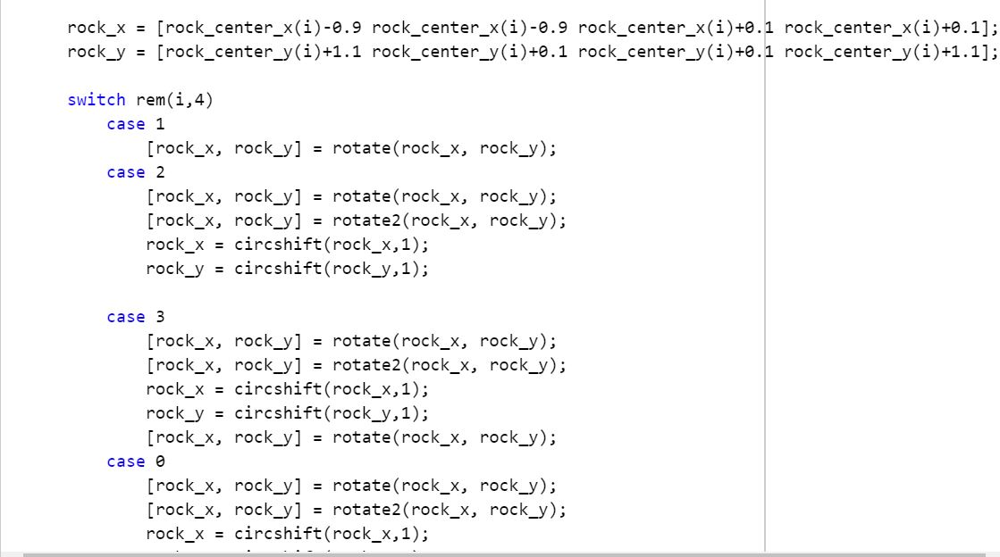 rock_x = [rock_center_x(i)-0.9 rock_center_x(i)-0.9 rock_center_x(i)+0.1 rock_center_x(i)+0.1];
rock_y = [rock_center_y(i)+1.1 rock_center_y(i)+0.1 rock_center_y(i)+0.1 rock_center_y(i)+1.1];
switch rem(i,4)
case 1
[rock_x, rock_y] = rotate(rock_x, rock_y);
case 2
[rock_x, rock_y] = rotate(rock_x, rock_y);
[rock_x, rock_y] = rotate2(rock_x, rock_y);
rock_x = circshift(rock_x,1);
rock_y = circshift(rock_y,1);
case 3
[rock_x, rock_y] = rotate(rock_x, rock_y);
[rock_x, rock_y] = rotate2(rock_x, rock_y);
rock_x = circshift(rock_x,1);
rock_y = circshift(rock_y,1);
[rock_x, rock_y] = rotate(rock_x, rock_y);
case 0
[rock_x, rock_y] = rotate(rock_x, rock_y);
[rock_x, rock_y] = rotate2(rock_x, rock_y);
rock_x = circshift(rock_x,1);